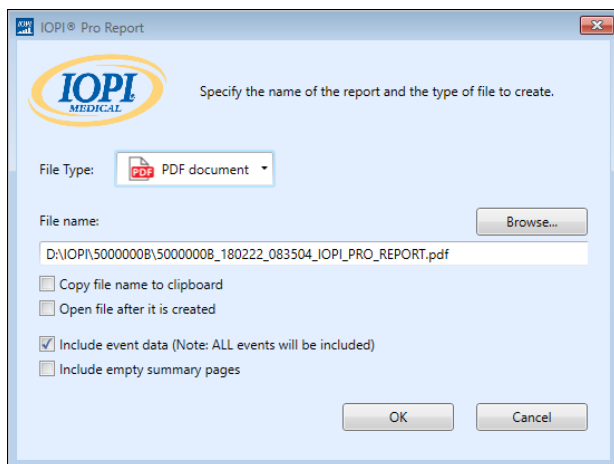 IOPI® Pro Report
IOPI
MEDICAL
Specify the name of the report and the type of file to create.
File Type:
PDF
PDF document
File name:
Browse...
D:\IOPI\5000000B\5000000B_180222_083504_IOPI_PRO_REPORT.pdf
Copy file name to clipboard
Open file after it is created
Include event data (Note: ALL events will be included)
Include empty summary pages
OK
Cancel